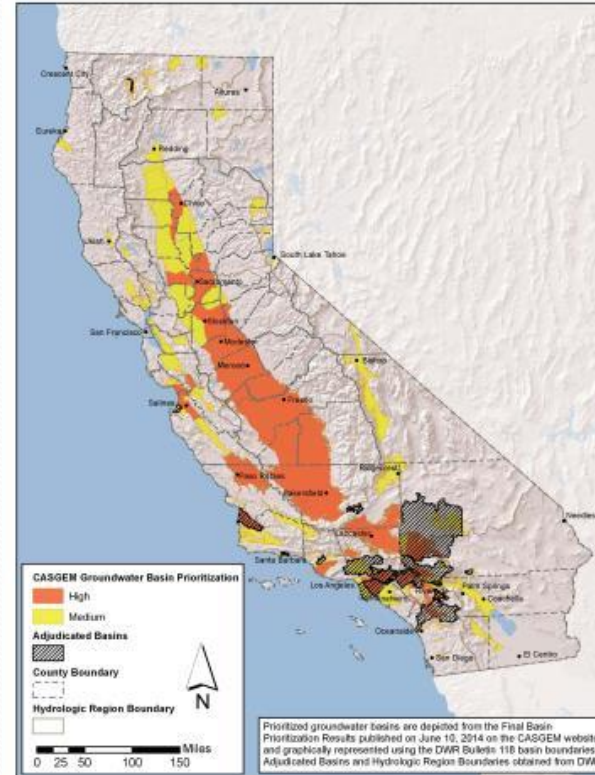 Crescent City
Alturas
Eureka
Redding
Chico
Ukiah
South Lake Tahoe
Sacramento
Stockton
San Francisco
Modesto
Bishop
Merced
Salinas
Fresno
Paso Robles
Ridgecrest
Bakersfield
Needles
Lancaster
Santa Barbara
Los Angeles
Palm Springs
Coachella
Oceanside
San Diego
El Centro
CASGEM Groundwater Basin Prioritization
High
Medium
Adjudicated Basins
County Boundary
Hydrologic Region Boundary
N
Miles
0 25 50 100 150
Prioritized groundwater basins are depicted from the Final Basin
Prioritization Results published on June 10, 2014 on the CASGEM website
and graphically represented using the DWR Bulletin 118 basin boundaries
Adjudicated Basins and Hydrologic Region Boundaries obtained from DW